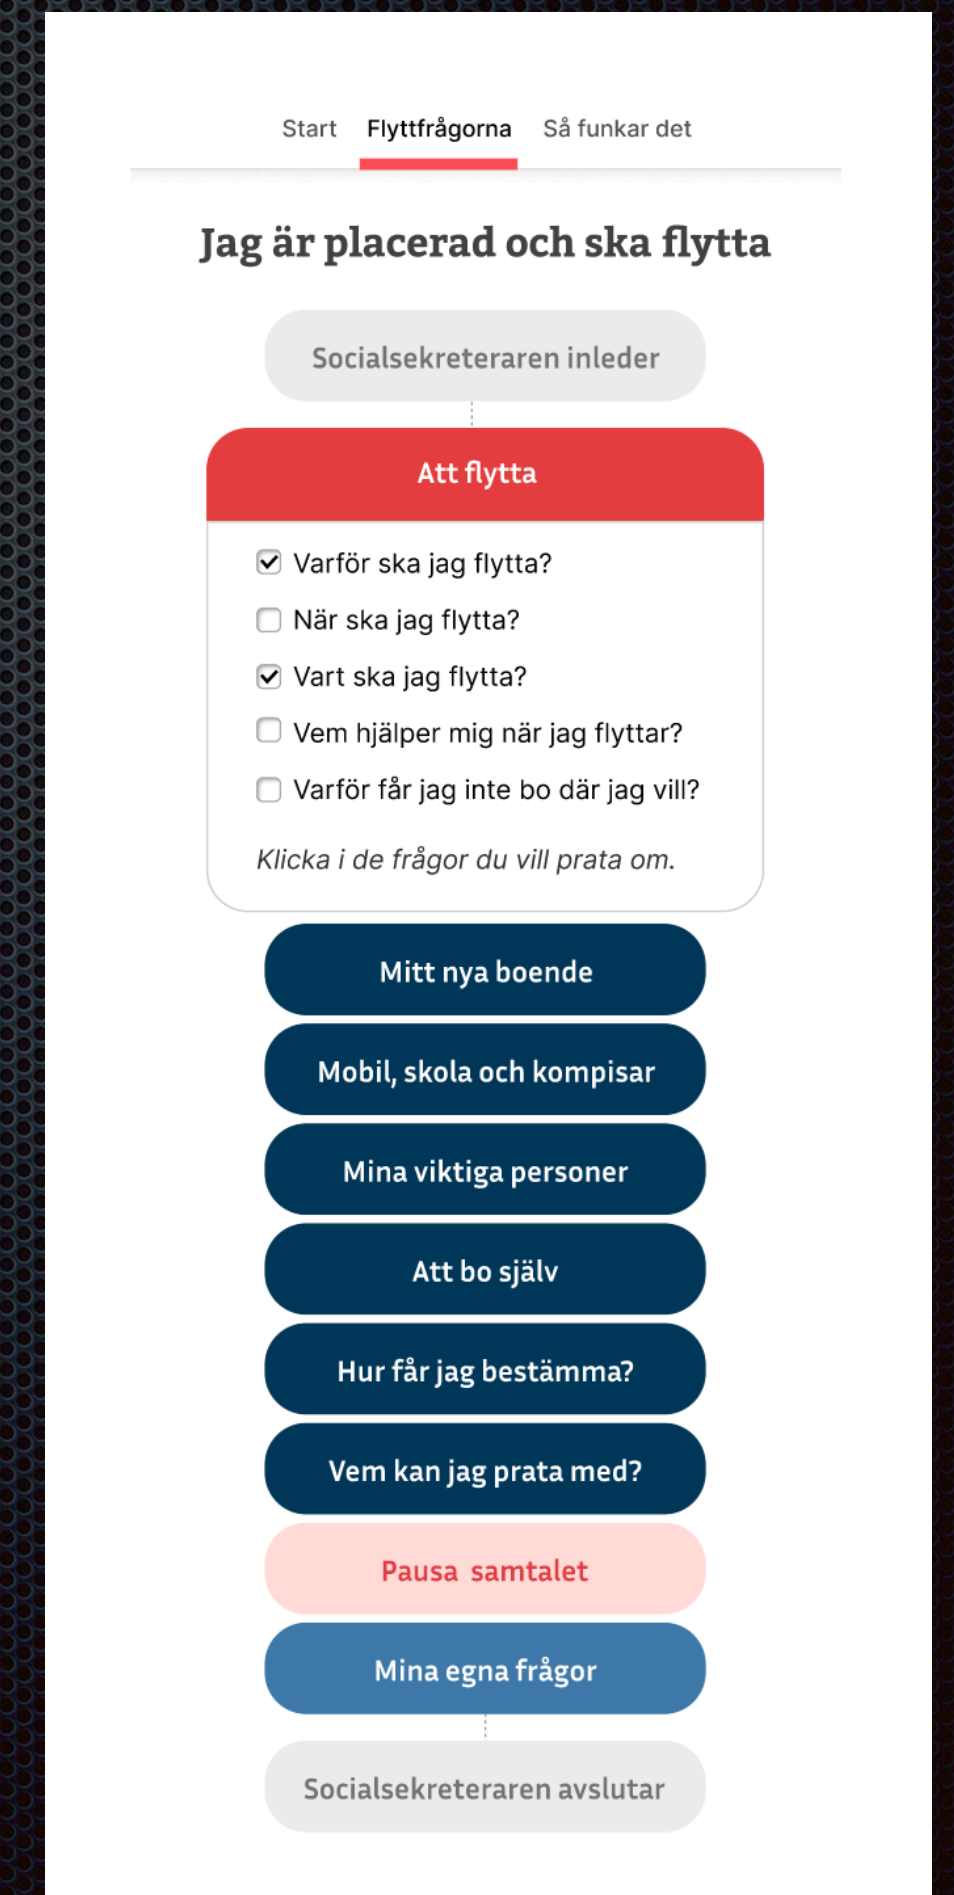 Start Flyttfrågorna Så funkar det
Jag är placerad och ska flytta
Socialsekreteraren inleder
Att flytta
Varför ska jag flytta?
När ska jag flytta?
Vart ska jag flytta?
Vem hjälper mig när jag flyttar?
Varför får jag inte bo där jag vill?
Klicka i de frågor du vill prata om.
Mitt nya boende
Mobil, skola och kompisar
Mina viktiga personer
Att bo själv
Hur får jag bestämma?
Vem kan jag prata med?
Pausa samtalet
Mina egna frågor
Socialsekreteraren avslutar